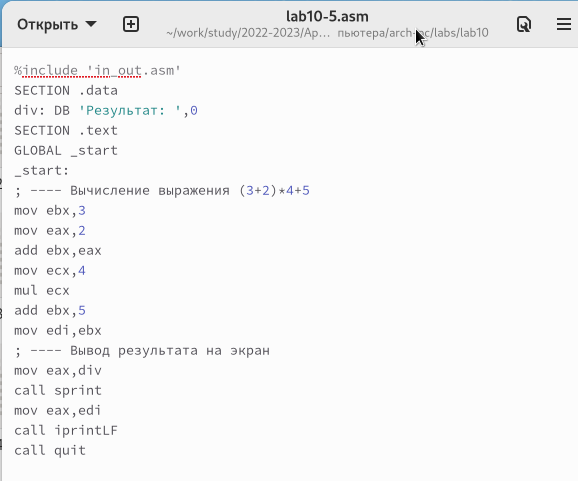 Открыть
lab10-5.asm
~/work/study/2022-2023/Ар... пьютера/arch-pc/labs/lab10
%include 'in_out.asm'
SECTION .data
div: DB 'Результат: ',0
SECTION .text
GLOBAL _start
_start:
; ---- Вычисление выражения (3+2)*4+5
mov ebx,3
mov eax,2
add ebx,eax
mov ecx,4
mul ecx
add ebx,5
mov edi,ebx
; ---- Вывод результата на экран
mov eax,div
call sprint
mov eax,edi
call iprintLF
call quit